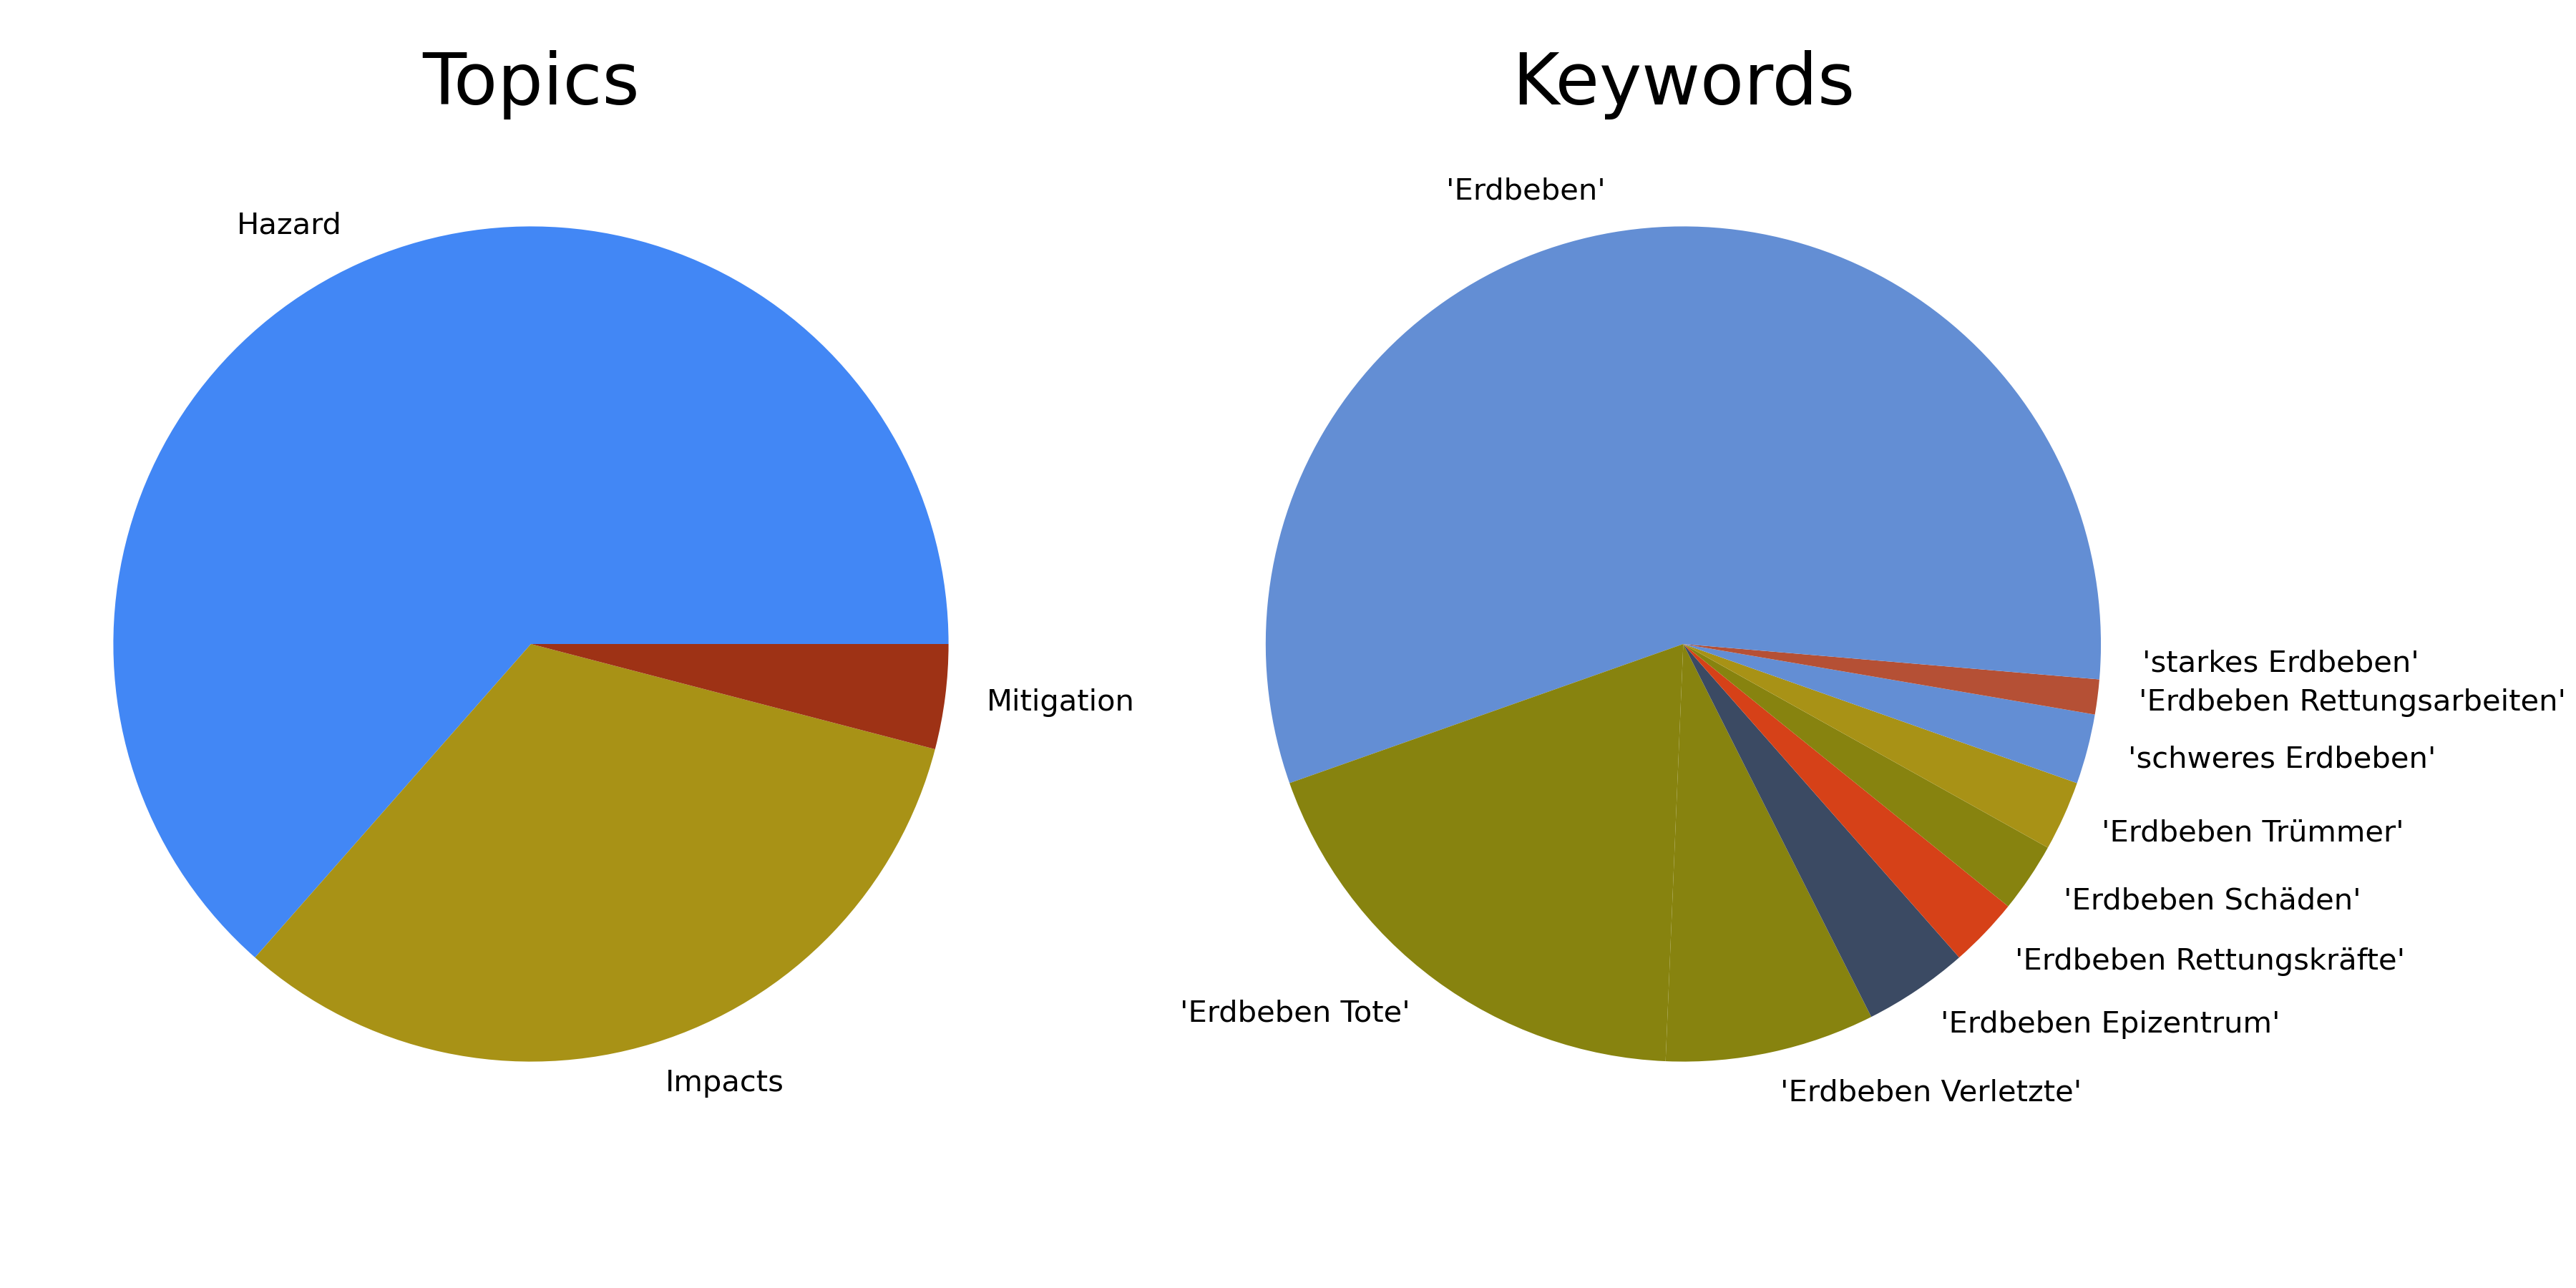 Topics
Hazard
Mitigation
Impacts
Keywords
'Erdbeben'
'starkes Erdbeben'
'Erdbeben Rettungsarbeiten'
'schweres Erdbeben'
'Erdbeben Trümmer'
'Erdbeben Schäden'
'Erdbeben Rettungskräfte'
'Erdbeben Epizentrum'
'Erdbeben Verletzte'
'Erdbeben Tote'